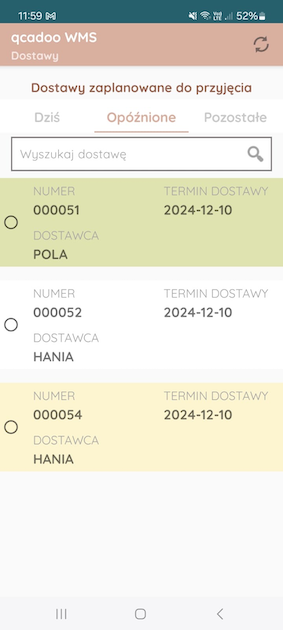 11:59
52%
qcadoo WMS
Dostawy
Dostawy zaplanowane do przyjęcia
Dziś Opóźnione Pozostałe
Wyszukaj dostawę
NUMER TERMIN DOSTAWY
000051 2024-12-10
DOSTAWCA
POLA
NUMER TERMIN DOSTAWY
000052 2024-12-10
DOSTAWCA
HANIA
NUMER TERMIN DOSTAWY
000054 2024-12-10
DOSTAWCA
HANIA